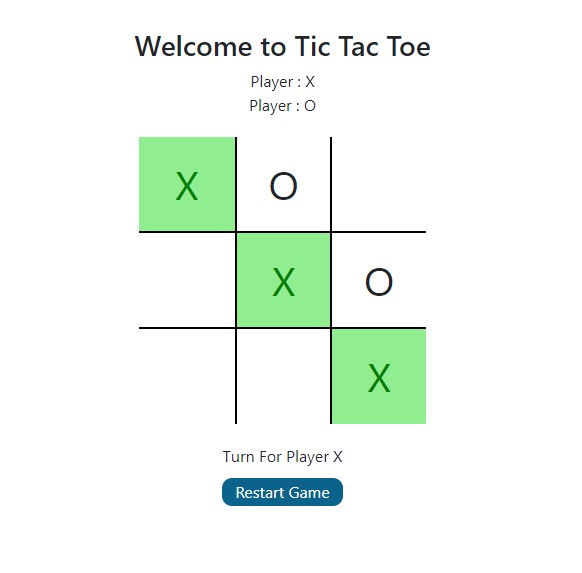 Welcome to Tic Tac Toe
Player : X
Player : O
X O
X O
X
Turn For Player X
Restart Game